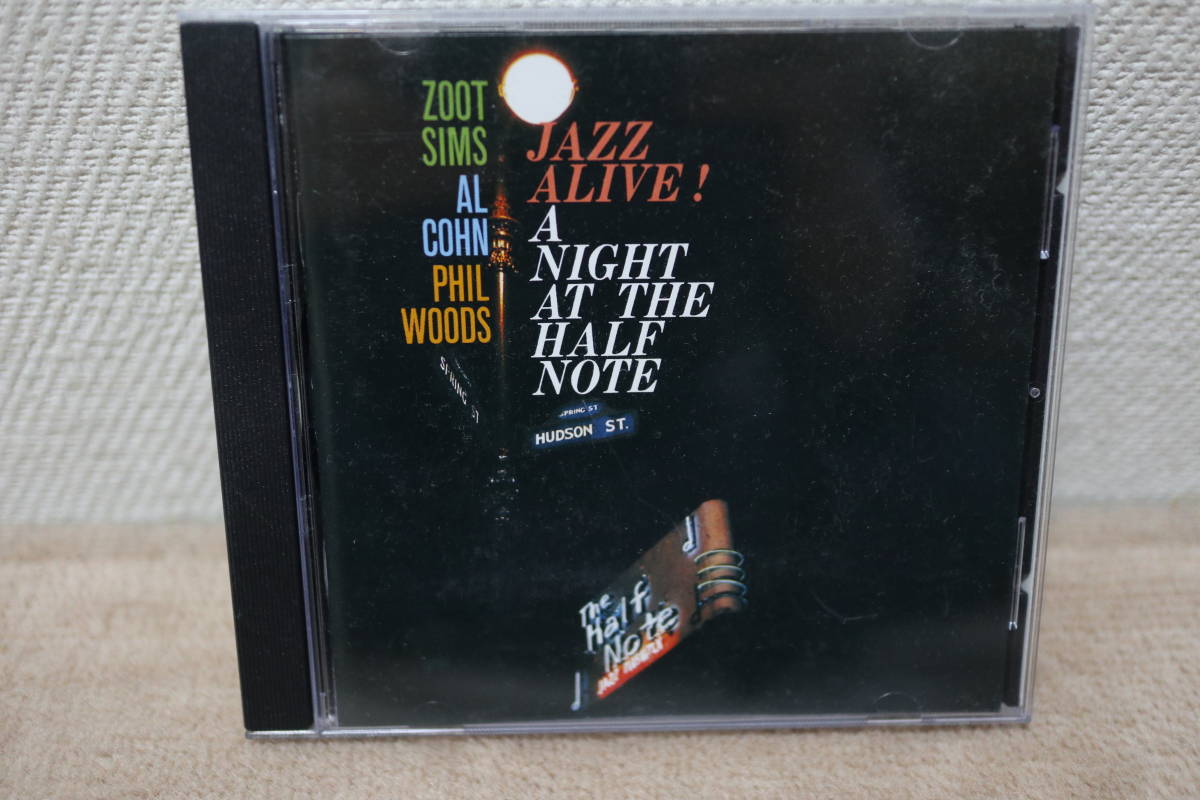 ZOOT
SIMS
AL
COHN
PHIL
WOODS
JAZZ
ALIVE!
A
NIGHT
AT THE
HALF
NOTE
SPRING ST
SPRING ST
HUDSON ST.
The
Half
Note